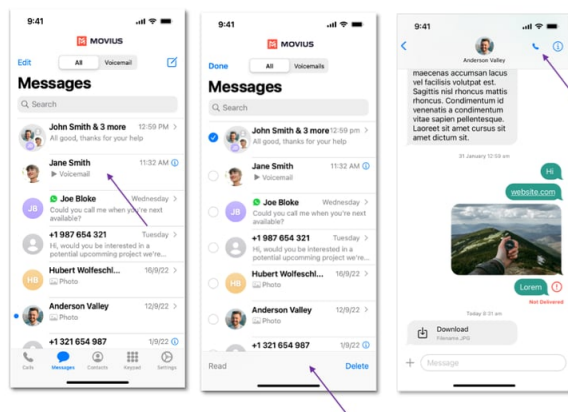 9:41
MOVIUS
Edit
All
Voicemail
Messages
Search
John Smith & 3 more 12:59 PM
All good, thanks for your help
Jane Smith 11:32 AM
Voicemail
JB
Joe Bloke Wednesday
Could you call me when you're next
available?
+1 987 654 321 Tuesday
Hi, would you be interested in a
potential upcomming project we're...
HB
Hubert Wolfeschl... 16/9/22
Photo
Anderson Valley 12/9/22
Photo
+1 321 654 987 1/9/22
Calls
Messages
Contacts
Keypad
Settings
9:41
MOVIUS
Done
All
Voicemails
Messages
Search
John Smith & 3 more 12:59 pm
All good, thanks for your help
Jane Smith 11:32 AM
Voicemail
JB
Joe Bloke Wednesday
Could you call me when you're next
available?
+1 987 654 321 Tuesday
Hi, would you be interested in a
potential upcomming project we're...
HB
Hubert Wolfeschl... 16/9/22
Photo
Anderson Valley 12/9/22
Photo
+1 321 654 987 1/9/22
Read
Delete
9:41
Anderson Valley
maecenas accumsan lacus
vel facilisis volutpat est.
Sagittis nisl rhoncus mattis
rhoncus. Condimentum id
venenatis a condimentum
vitae sapien pellentesque.
Laoreet sit amet cursus sit
amet dictum sit.
31 January 12:59 am
Hi
website.com
Lorem
Not Delivered
Today 9:31 am
Download
Filename.JPG
Message